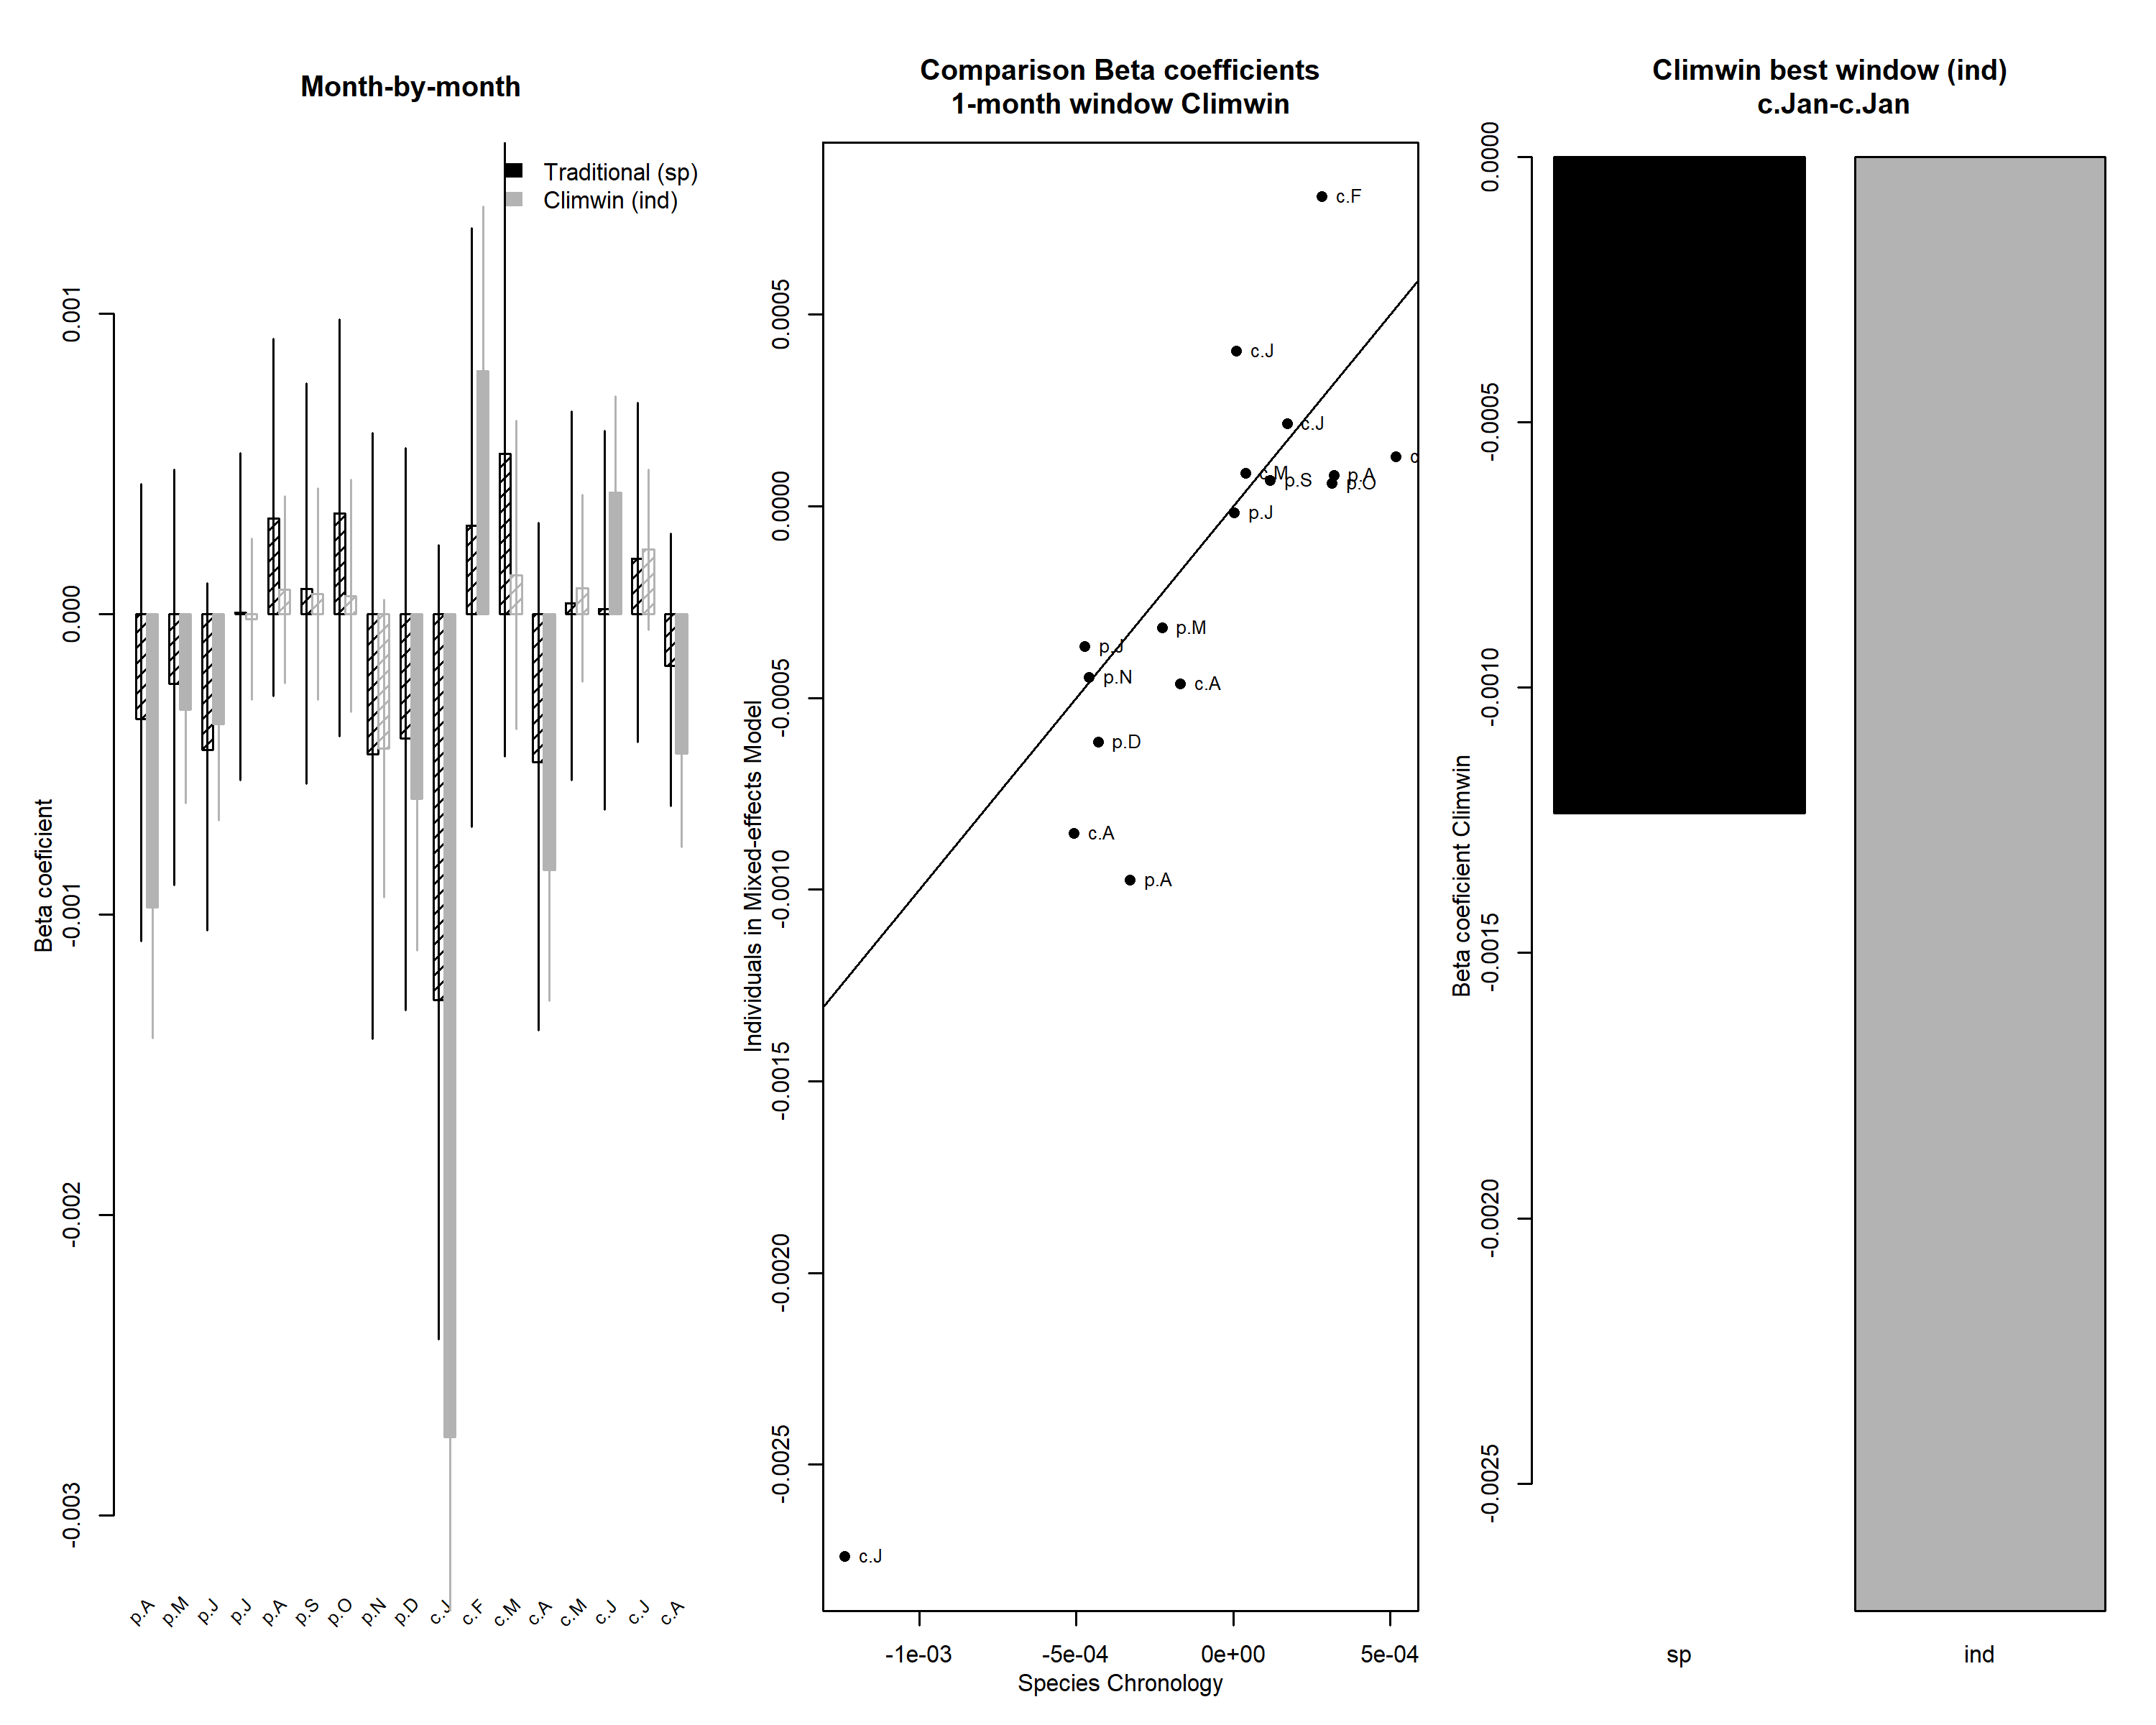 Month-by-month
Traditional (sp)
Climwin (ind)
Beta coeficient
0.001
0.000
-0.001
-0.002
-0.003
p.A
p.M
p.J
p.J
p.A
p.S
p.O
p.N
p.D
c.J
c.F
c.M
c.A
c.M
c.J
c.J
c.A
Comparison Beta coefficients
1-month window Climwin
Individuals in Mixed-effects Model
0.0005
0.0000
-0.0005
-0.0010
-0.0015
-0.0020
-0.0025
c.F
c.J
c.J
c
c.M
p.S
p.A
p.O
p.J
p.M
p.J
p.N
c.A
p.D
c.A
p.A
c.J
-1e-03
-5e-04
0e+00
5e-04
Species Chronology
Climwin best window (ind)
c.Jan-c.Jan
Beta coeficient Climwin
0.0000
-0.0005
-0.0010
-0.0015
-0.0020
-0.0025
sp
ind